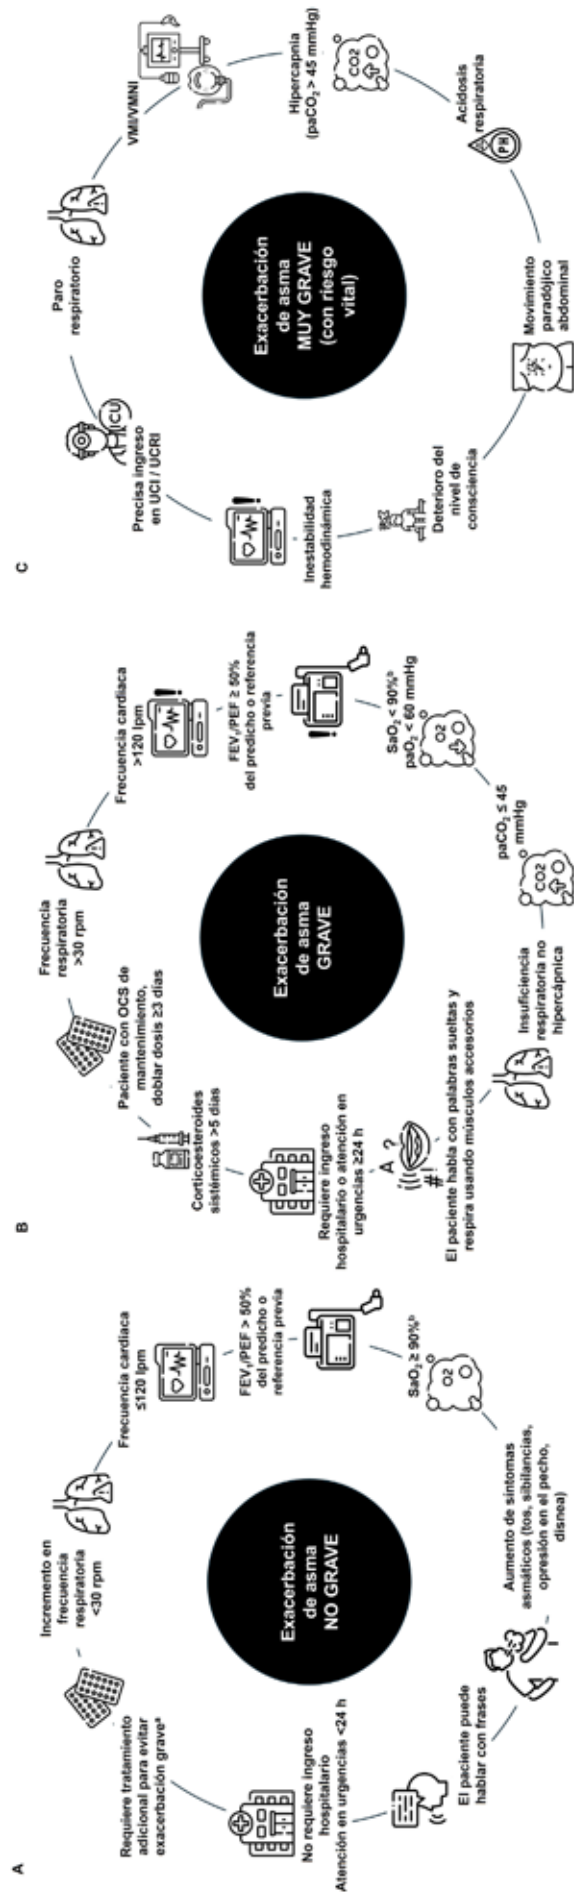 A
Exacerbación
de asma
NO GRAVE
Incremento en
frecuencia
respiratoria
<30 rpm
Frecuencia cardiaca
≤120 lpm
FEV₁/PEF > 50%
del predicho o
referencia previa
SaO₂ ≥ 90%ᵇ
O2
Aumento de síntomas
asmáticos (tos, sibilancias,
opresión en el pecho,
disnea)
El paciente puede
hablar con frases
No requiere ingreso
hospitalario
Atención en urgencias <24 h
Requiere tratamiento
adicional para evitar
exacerbación graveª
B
Exacerbación
de asma
GRAVE
Frecuencia
respiratoria
>30 rpm
Frecuencia cardiaca
>120 lpm
FEV₁/PEF ≥ 50%
del predicho o referencia
previa
SaO₂ < 90%ᵇ
paO₂ < 60 mmHg
O2
paCO₂ ≤ 45
mmHg
CO2
Insuficiencia
respiratoria no
hipercápnica
El paciente habla con palabras sueltas y
respira usando músculos accesorios
A ?
#!
Requiere ingreso
hospitalario o atención en
urgencias ≥24 h
Corticoesteroides
sistémicos >5 días
Paciente con OCS de
mantenimiento,
doblar dosis ≥3 días
C
Exacerbación
de asma
MUY GRAVE
(con riesgo
vital)
Paro
respiratorio
VMI/VMNI
Hipercapnia
(paCO₂ > 45 mmHg)
CO2
Acidosis
respiratoria
PH
Movimiento
paradójico
abdominal
Deterioro del
nivel de
consciencia
Inestabilidad
hemodinámica
Precisa ingreso
en UCI / UCRI
ICU